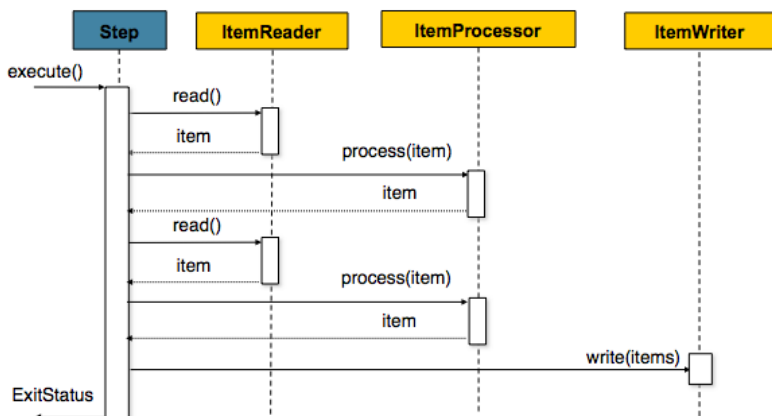 Step
ItemReader
ItemProcessor
ItemWriter
execute()
read()
item
process(item)
item
read()
item
process(item)
item
write(items)
ExitStatus